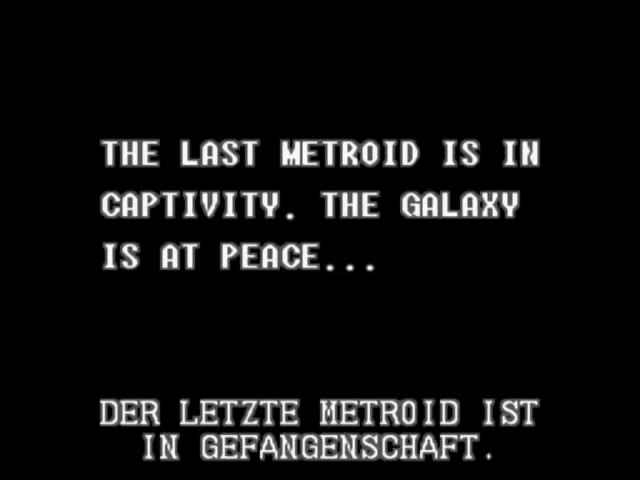 THE LAST METROID IS IN
CAPTIVITY. THE GALAXY
IS AT PEACE...
DER LETZTE METROID IST
IN GEFANGENSCHAFT.